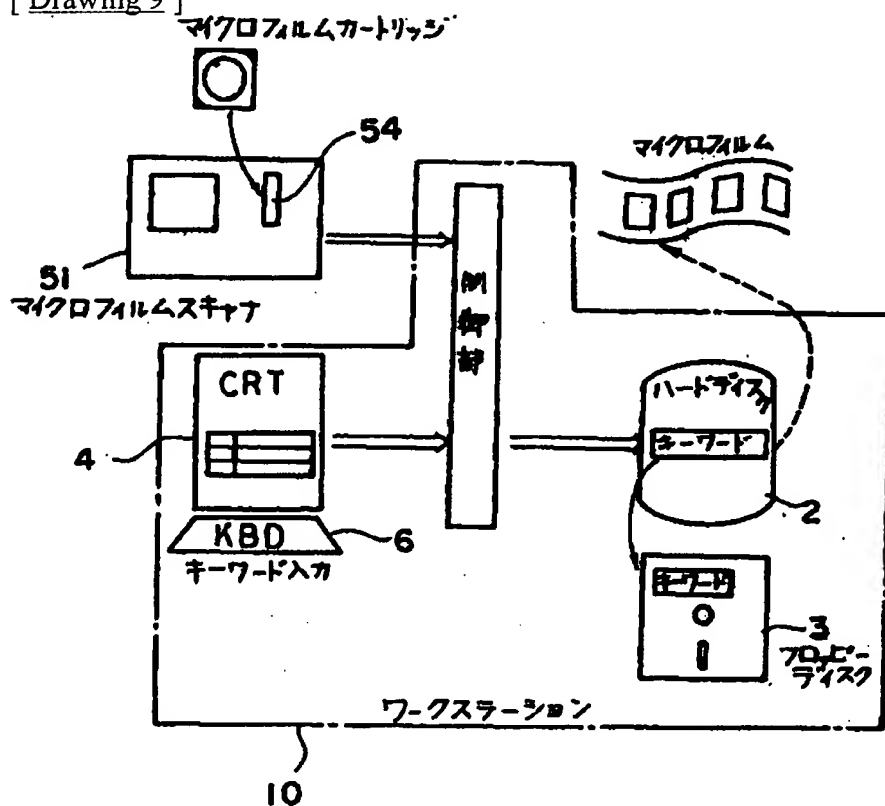 [ Drawing 9 ]
マイクロフィルムカートリッジ
54
マイクロフィルム
51
マイクロフィルムスキャナ
制御部
CRT
4
ハードディスク
キーワード
2
KBD
6
キーワード入力
キーワード
3
フロッピーディスク
ワークステーション
10